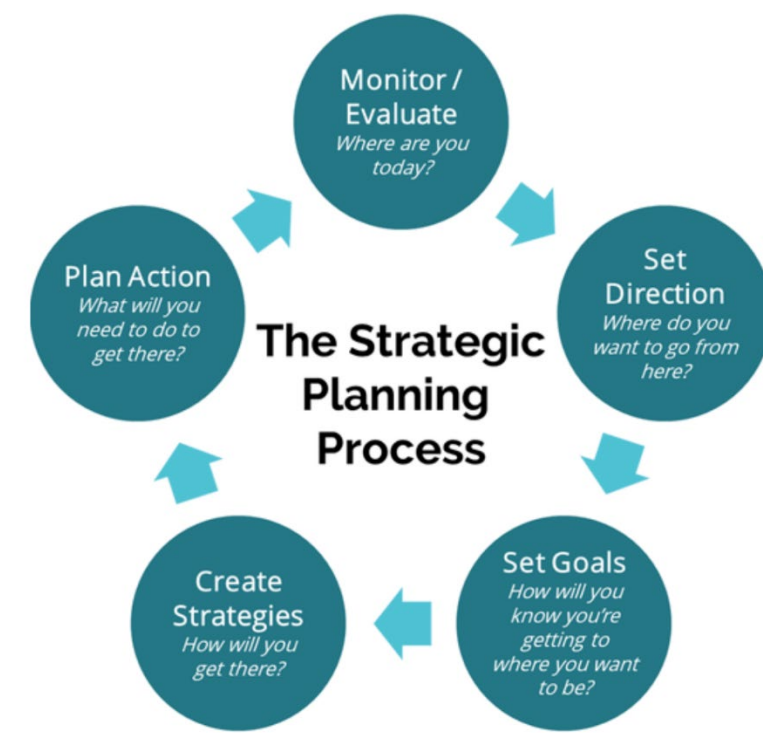 Monitor /
Evaluate
Where are you
today?
Set
Direction
Where do you
want to go from
here?
Set Goals
How will you
know you're
getting to
where you want
to be?
Create
Strategies
How will you
get there?
Plan Action
What will you
need to do to
get there?
The Strategic
Planning
Process